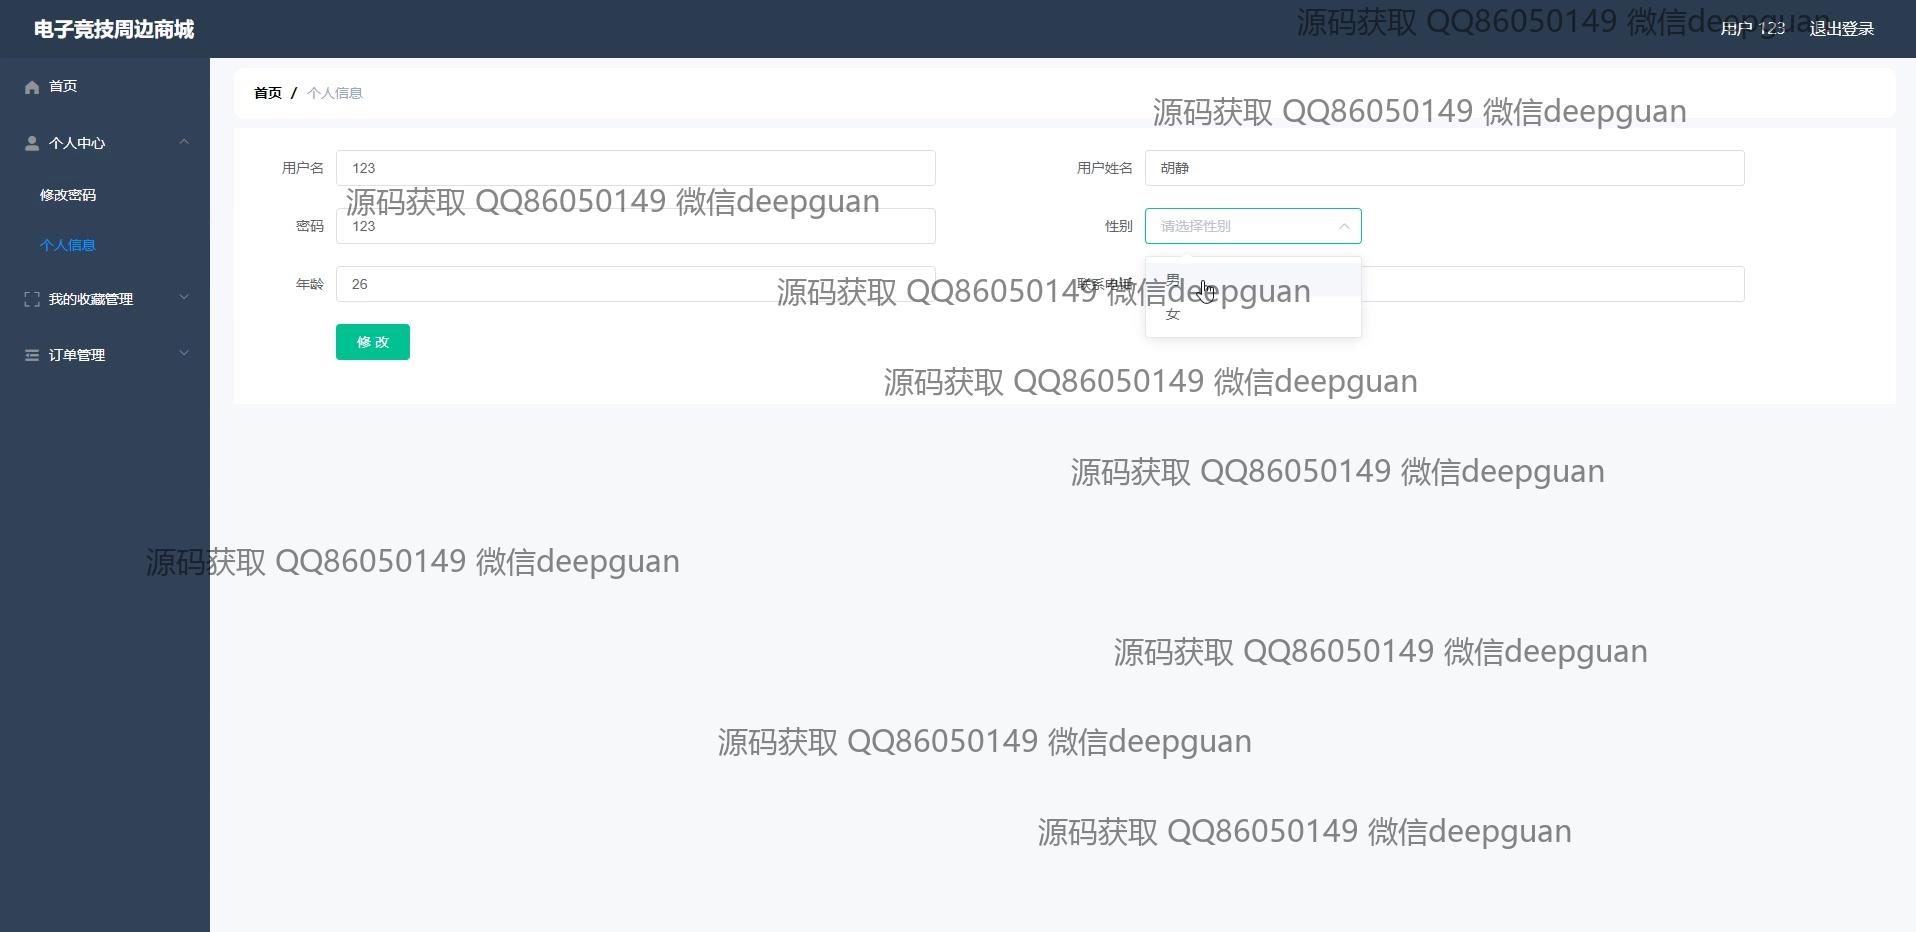 电子竞技周边商城
源码获取 QQ86050149 微信deepguan
用户 123
退出登录
首页
个人中心
修改密码
个人信息
我的收藏管理
订单管理
首页 / 个人信息
源码获取 QQ86050149 微信deepguan
用户名 123
用户姓名 胡静
源码获取 QQ86050149 微信deepguan
密码 123
性别 请选择性别
年龄 26
联系电话
男
女
源码获取 QQ86050149 微信deepguan
修改
源码获取 QQ86050149 微信deepguan
源码获取 QQ86050149 微信deepguan
源码获取 QQ86050149 微信deepguan
源码获取 QQ86050149 微信deepguan
源码获取 QQ86050149 微信deepguan
源码获取 QQ86050149 微信deepguan